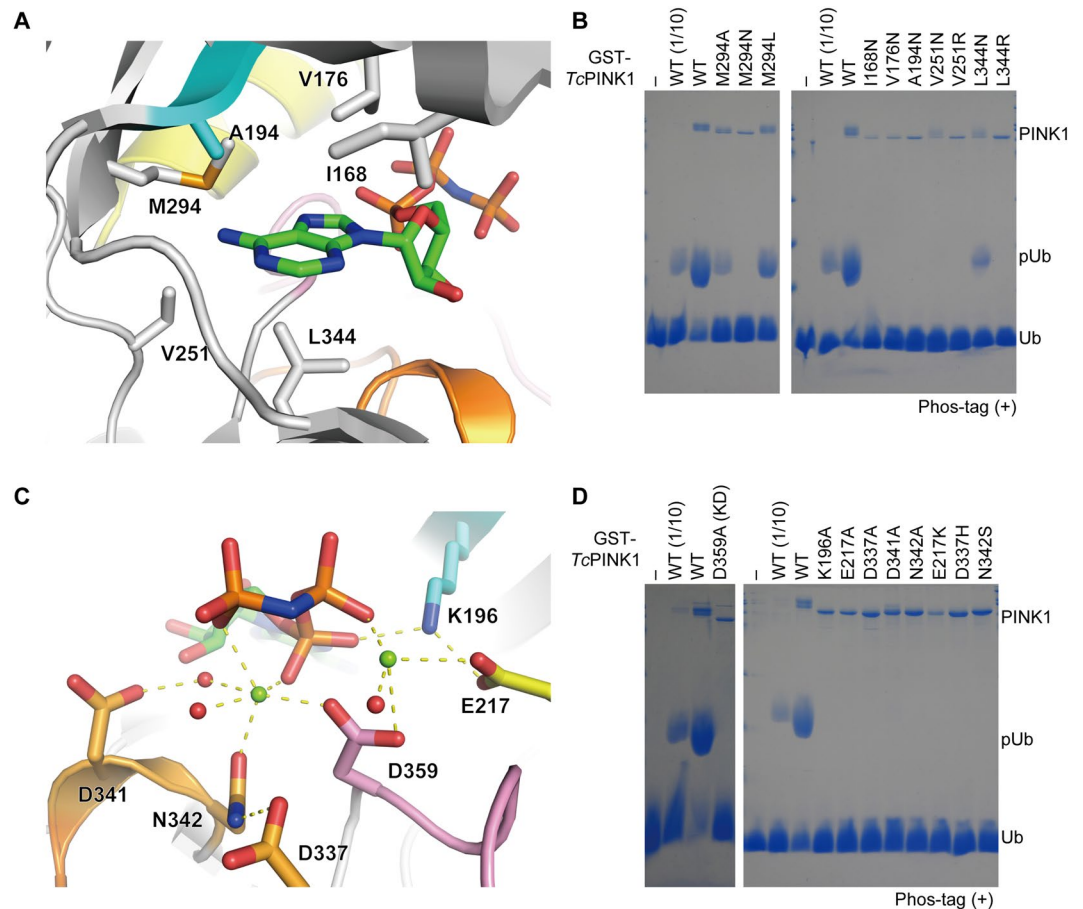 A
V176
A194
I168
M294
V251
L344
B
GST-
TcPINK1
– WT (1/10) WT M294A M294N M294L
– WT (1/10) WT I168N V176N A194N V251N V251R L344N L344R
PINK1
pUb
Ub
Phos-tag (+)
C
K196
E217
D359
D341
N342
D337
D
GST-
TcPINK1
– WT (1/10) WT D359A (KD)
– WT (1/10) WT K196A E217A D337A D341A N342A E217K D337H N342S
PINK1
pUb
Ub
Phos-tag (+)